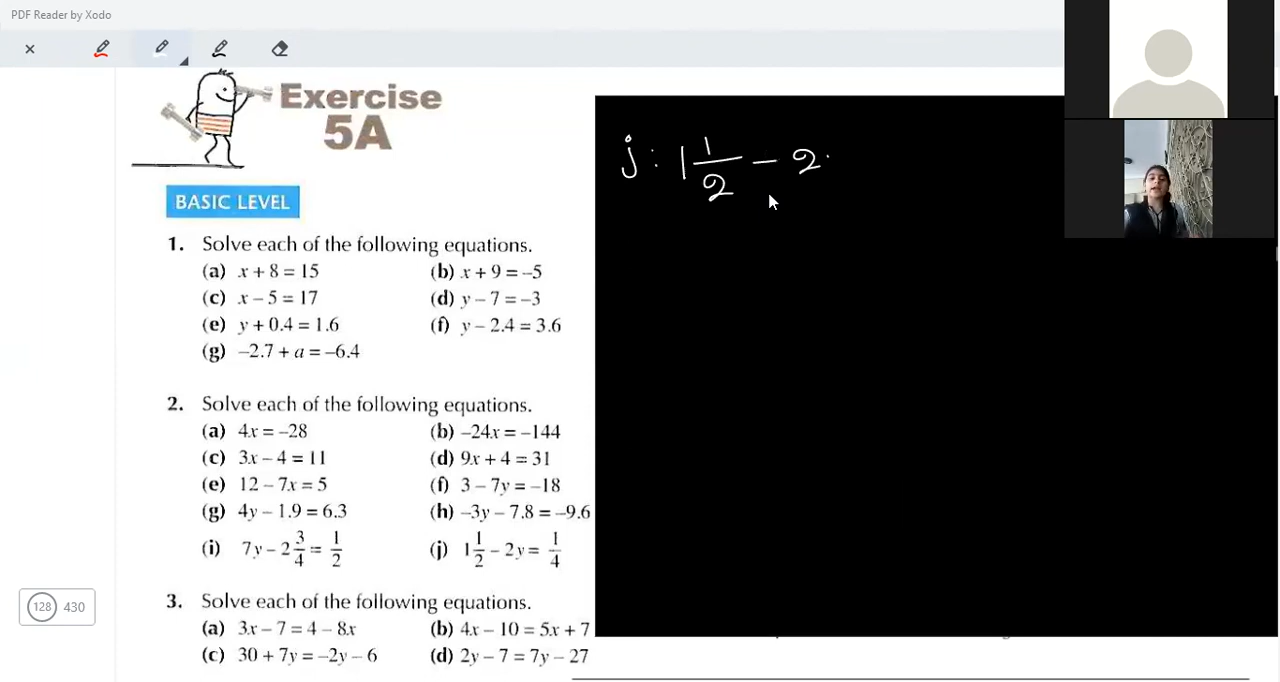 PDF Reader by Xodo
Exercise
5A
BASIC LEVEL
1. Solve each of the following equations.
(a) x + 8 = 15 (b) x + 9 = –5
(c) x – 5 = 17 (d) y – 7 = –3
(e) y + 0.4 = 1.6 (f) y – 2.4 = 3.6
(g) –2.7 + a = –6.4
2. Solve each of the following equations.
(a) 4x = –28 (b) –24x = –144
(c) 3x – 4 = 11 (d) 9x + 4 = 31
(e) 12 – 7x = 5 (f) 3 – 7y = –18
(g) 4y – 1.9 = 6.3 (h) –3y – 7.8 = –9.6
(i) 7y – 2 3/4 = 1/2 (j) 1 1/2 – 2y = 1/4
3. Solve each of the following equations.
(a) 3x – 7 = 4 – 8x (b) 4x – 10 = 5x + 7
(c) 30 + 7y = –2y – 6 (d) 2y – 7 = 7y – 27
128 430
j: 1 1/2 – 2